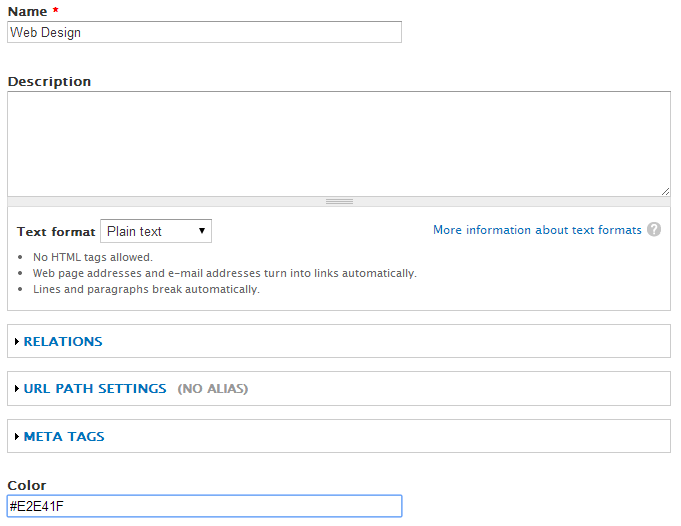 Name *
Web Design
Description
Text format Plain text More information about text formats ?
No HTML tags allowed.
Web page addresses and e-mail addresses turn into links automatically.
Lines and paragraphs break automatically.
RELATIONS
URL PATH SETTINGS (NO ALIAS)
META TAGS
Color
#E2E41F